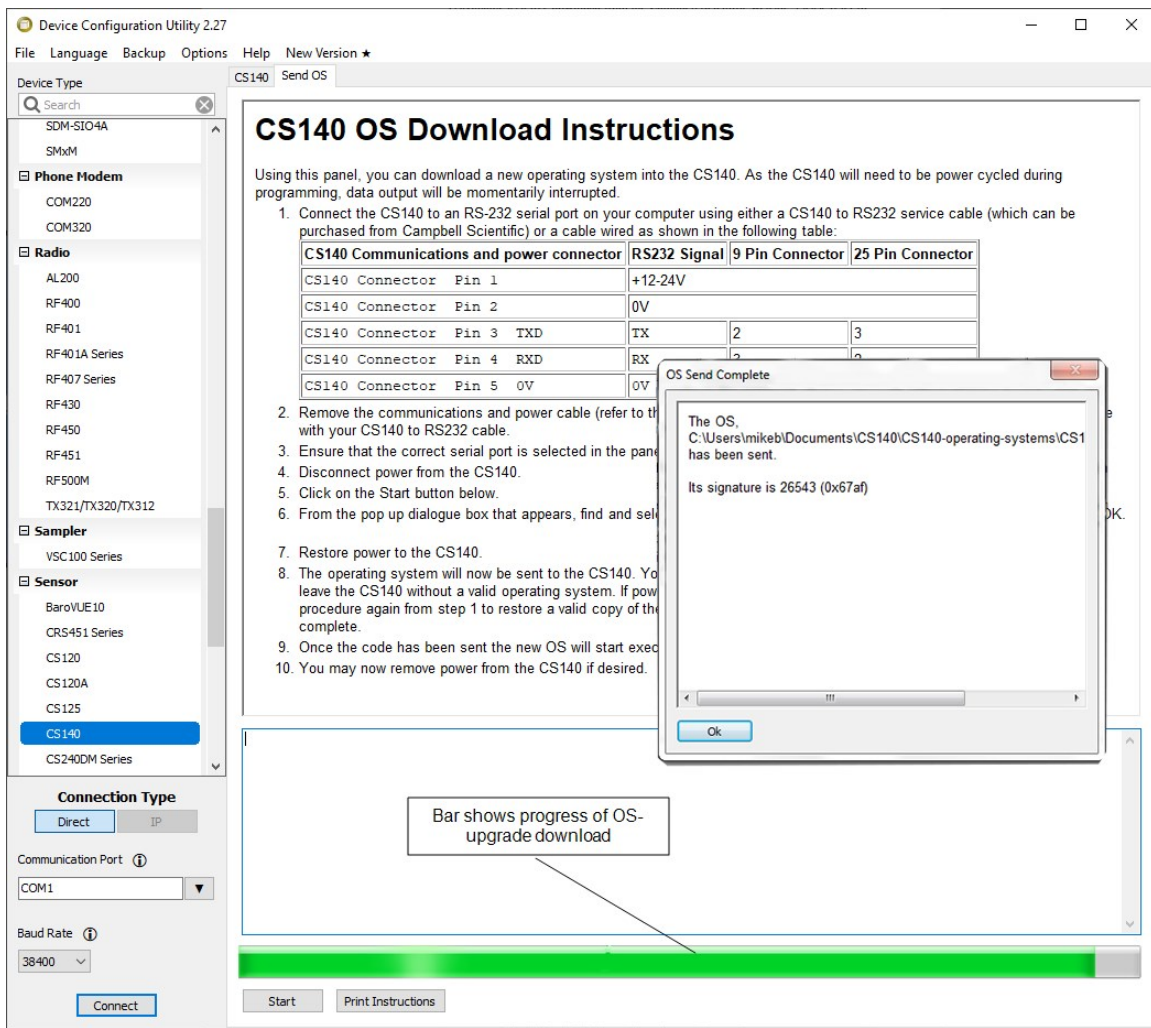 Device Configuration Utility 2.27
File Language Backup Options Help New Version ★
Device Type
Search
SDM-SIO4A
SMxM
Phone Modem
COM220
COM320
Radio
AL200
RF400
RF401
RF401A Series
RF407 Series
RF430
RF450
RF451
RF500M
TX321/TX320/TX312
Sampler
VSC100 Series
Sensor
BaroVUE10
CRS451 Series
CS120
CS120A
CS125
CS140
CS240DM Series
Connection Type
Direct IP
Communication Port
COM1
Baud Rate
38400
Connect
CS140 Send OS
CS140 OS Download Instructions
Using this panel, you can download a new operating system into the CS140. As the CS140 will need to be power cycled during
programming, data output will be momentarily interrupted.
1. Connect the CS140 to an RS-232 serial port on your computer using either a CS140 to RS232 service cable (which can be
purchased from Campbell Scientific) or a cable wired as shown in the following table:
CS140 Communications and power connector RS232 Signal 9 Pin Connector 25 Pin Connector
CS140 Connector Pin 1 +12-24V
CS140 Connector Pin 2 0V
CS140 Connector Pin 3 TXD TX 2 3
CS140 Connector Pin 4 RXD RX
CS140 Connector Pin 5 0V 0V
2. Remove the communications and power cable (refer to
with your CS140 to RS232 cable.
3. Ensure that the correct serial port is selected in the
4. Disconnect power from the CS140.
5. Click on the Start button below.
6. From the pop up dialogue box that appears, find and OK.
7. Restore power to the CS140.
8. The operating system will now be sent to the CS140.
leave the CS140 without a valid operating system. If
procedure again from step 1 to restore a valid copy of
complete.
9. Once the code has been sent the new OS will start
10. You may now remove power from the CS140 if desired.
OS Send Complete
The OS,
C:\Users\mikeb\Documents\CS140\CS140-operating-systems\CS1
has been sent.
Its signature is 26543 (0x67af)
Ok
Bar shows progress of OS-
upgrade download
Start Print Instructions